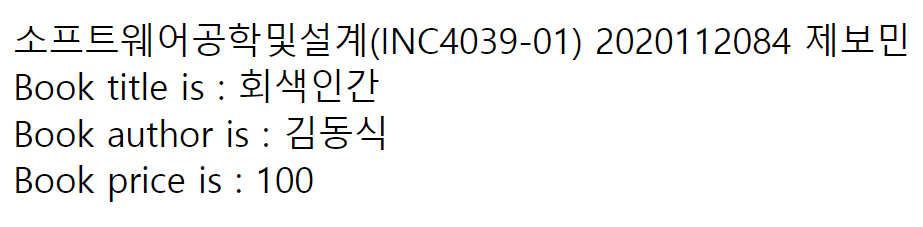 소프트웨어공학및설계(INC4039-01) 2020112084 제보민
Book title is : 회색인간
Book author is : 김동식
Book price is : 100